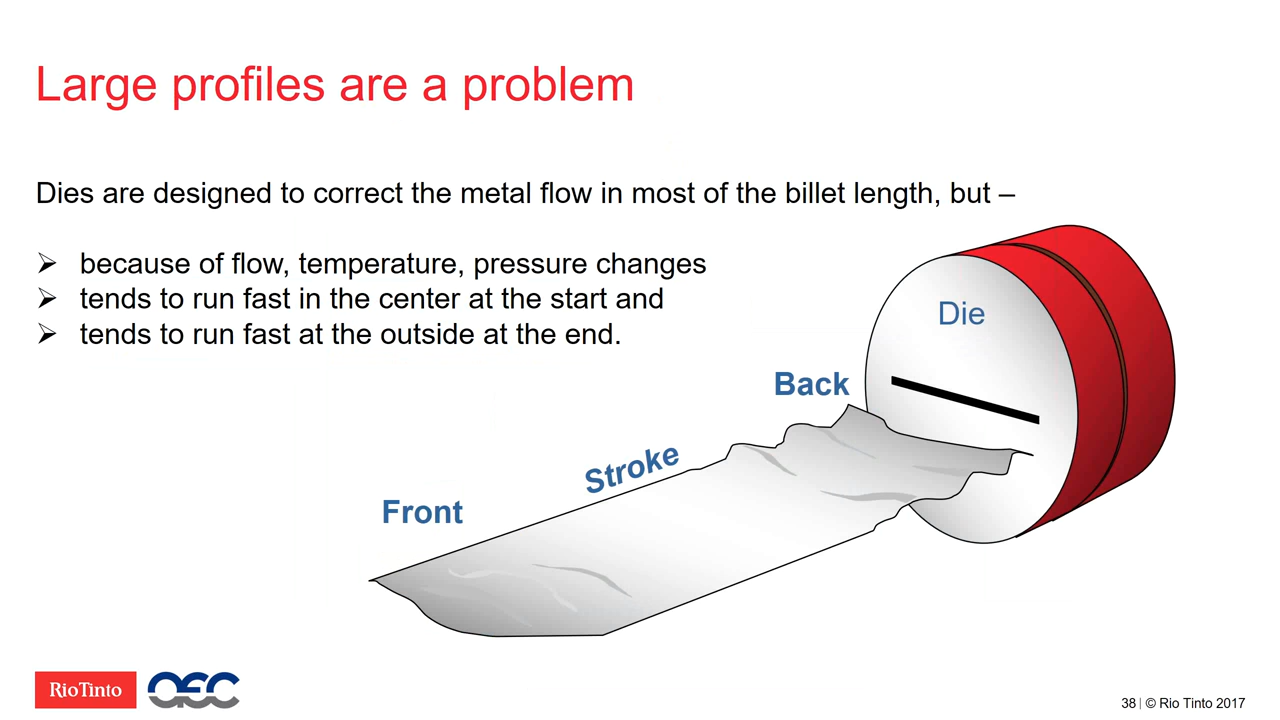 Large profiles are a problem
Dies are designed to correct the metal flow in most of the billet length, but –
➢ because of flow, temperature, pressure changes
➢ tends to run fast in the center at the start and
➢ tends to run fast at the outside at the end.
Die
Back
Stroke
Front
RioTinto
AEC
38 | © Rio Tinto 2017